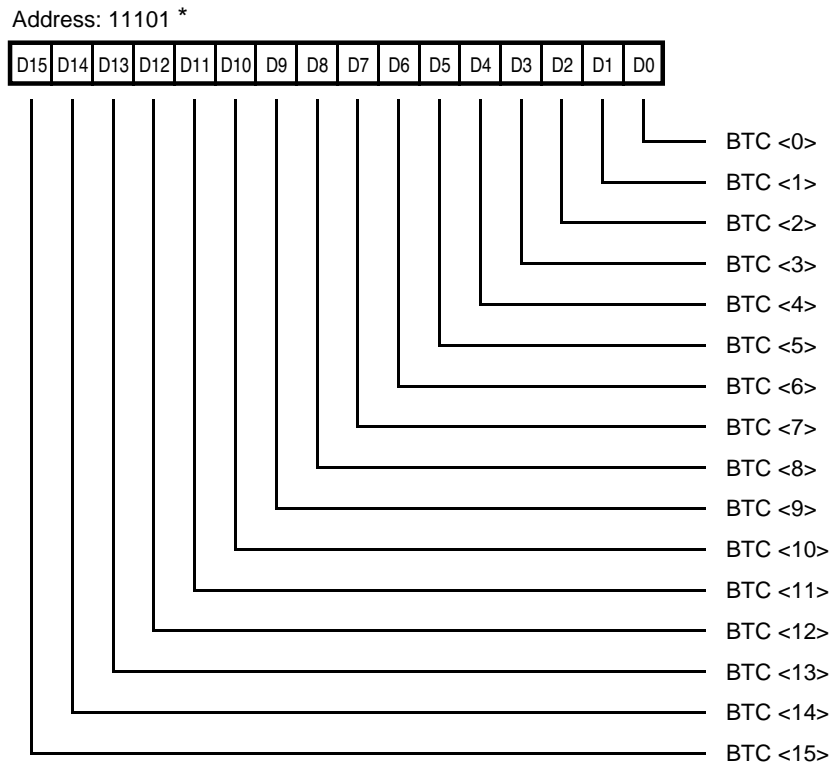 Address: 11101 *
D15 D14 D13 D12 D11 D10 D9 D8 D7 D6 D5 D4 D3 D2 D1 D0
BTC <0>
BTC <1>
BTC <2>
BTC <3>
BTC <4>
BTC <5>
BTC <6>
BTC <7>
BTC <8>
BTC <9>
BTC <10>
BTC <11>
BTC <12>
BTC <13>
BTC <14>
BTC <15>